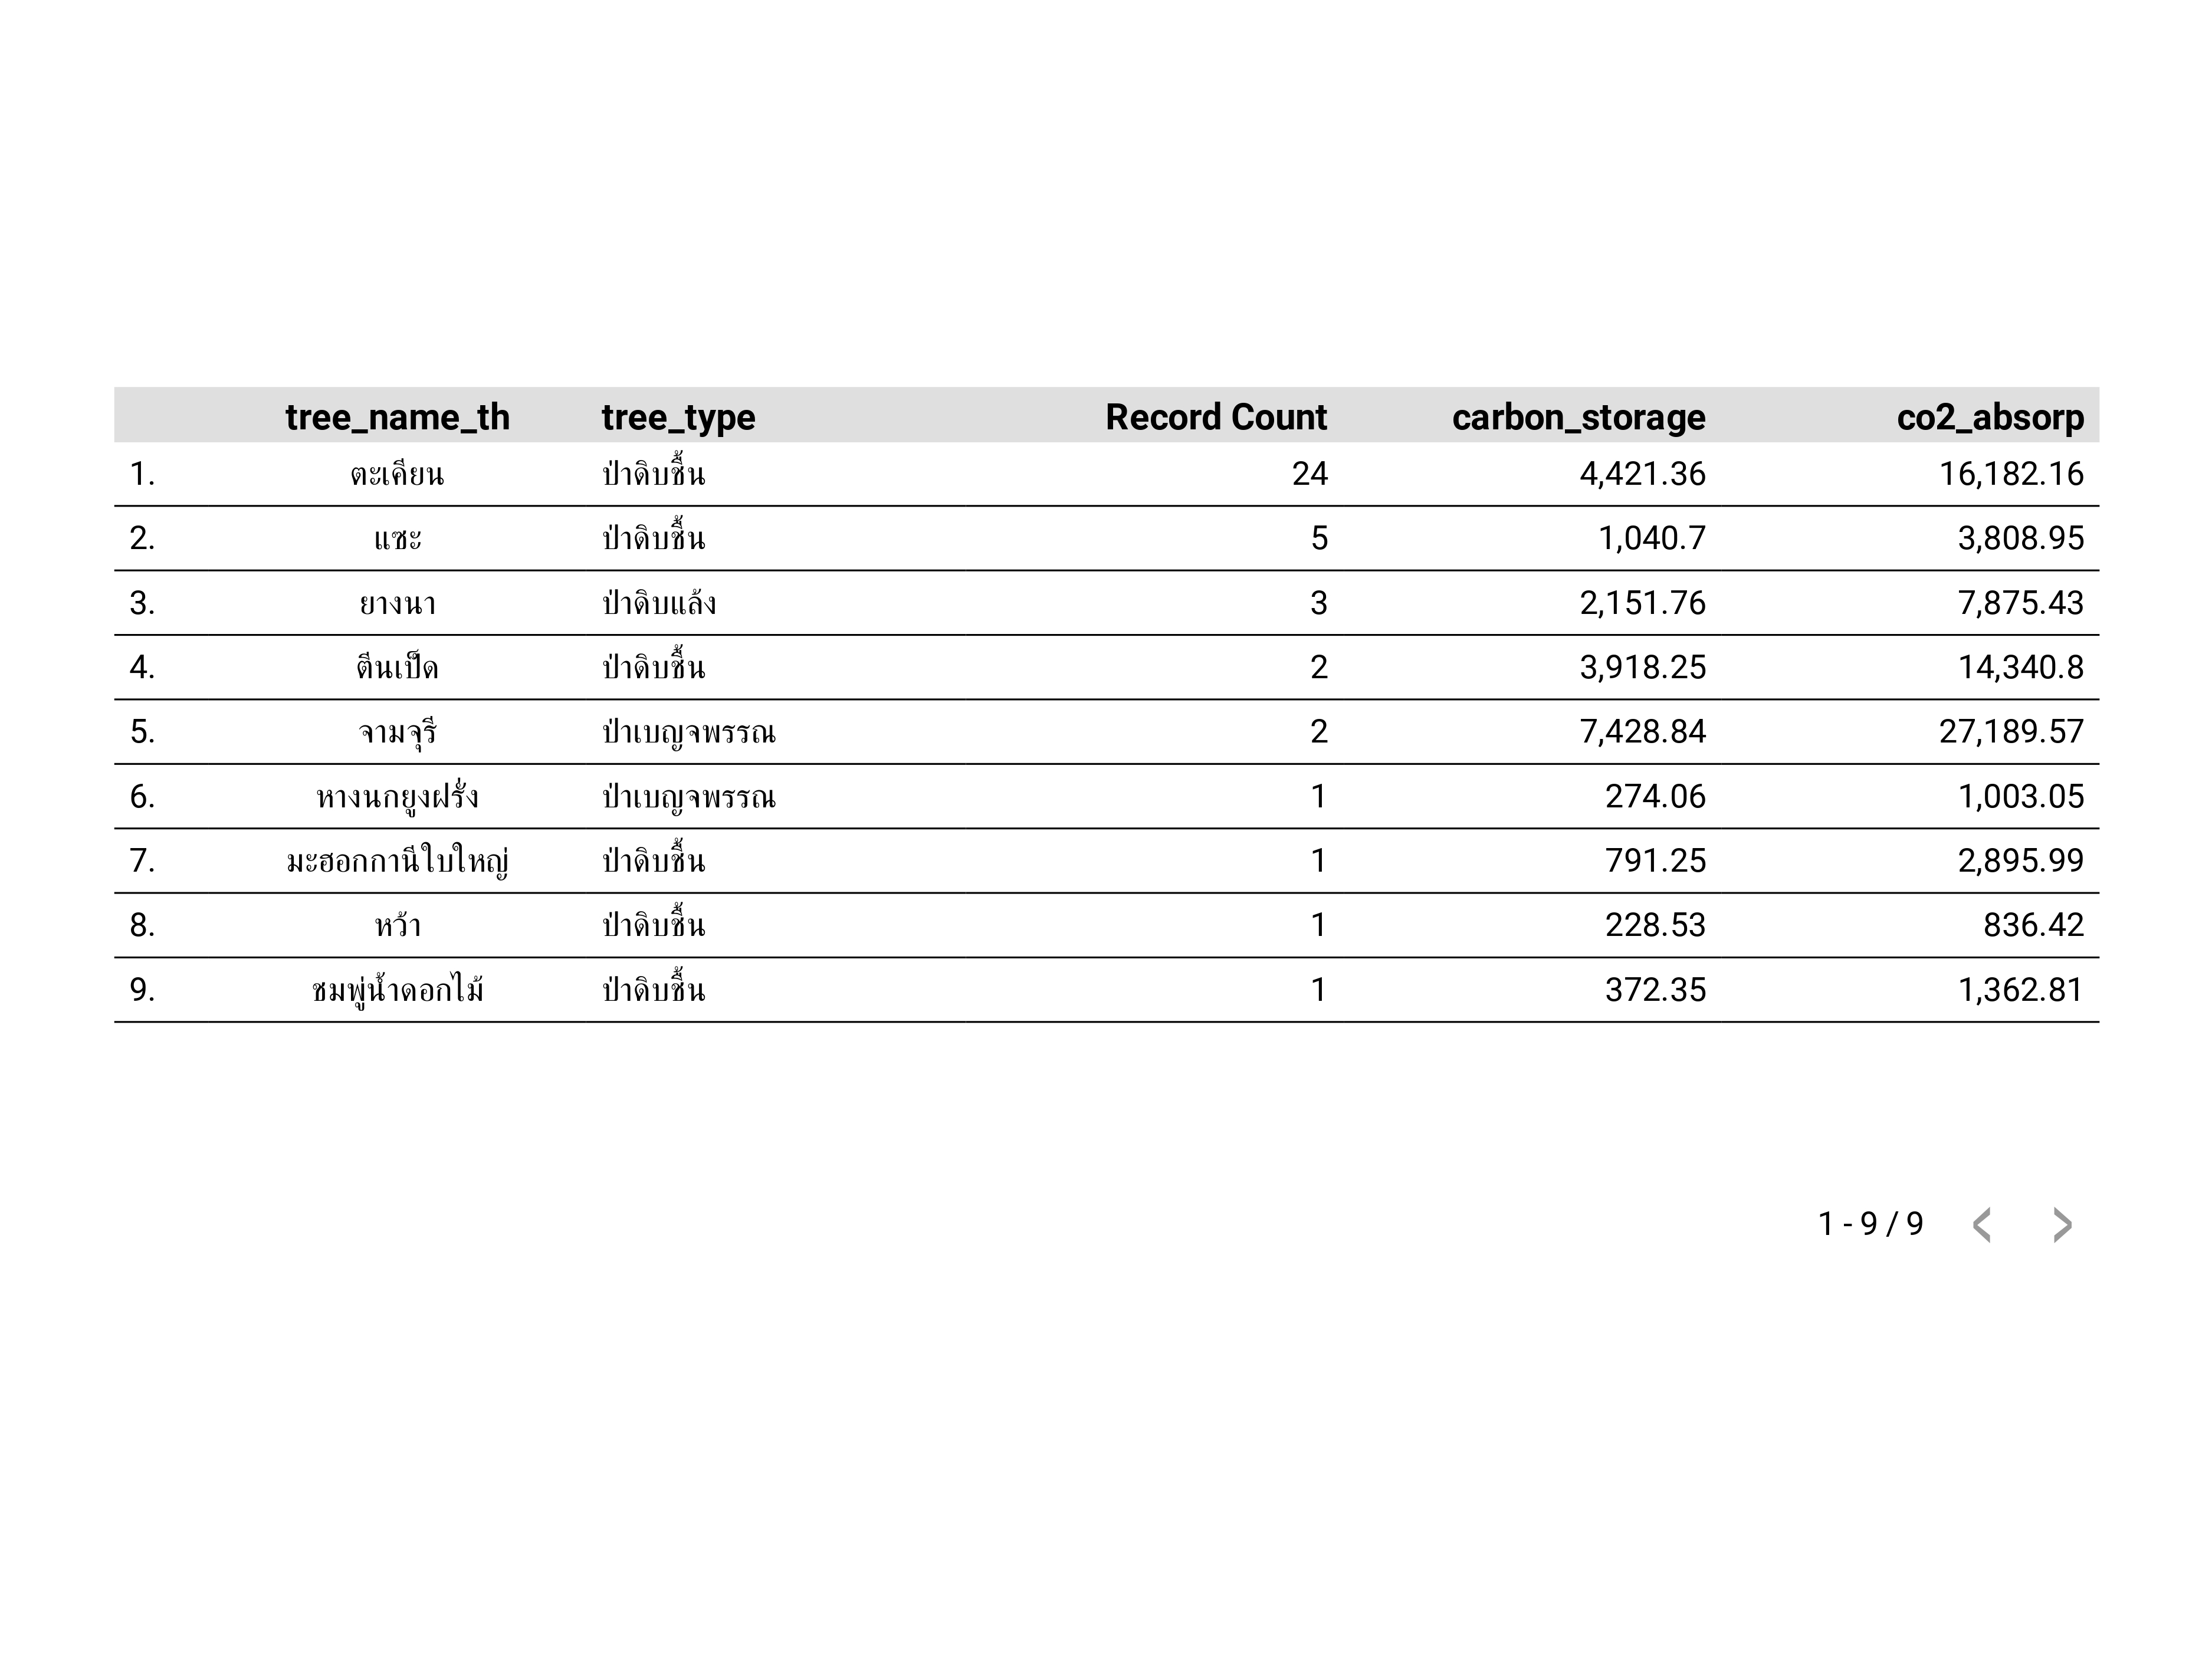 tree_name_th tree_type Record Count carbon_storage co2_absorp
1. ตะเคียน ป่าดิบชื้น 24 4,421.36 16,182.16
2. แซะ ป่าดิบชื้น 5 1,040.7 3,808.95
3. ยางนา ป่าดิบแล้ง 3 2,151.76 7,875.43
4. ตีนเป็ด ป่าดิบชื้น 2 3,918.25 14,340.8
5. จามจุรี ป่าเบญจพรรณ 2 7,428.84 27,189.57
6. หางนกยูงฝรั่ง ป่าเบญจพรรณ 1 274.06 1,003.05
7. มะฮอกกานีใบใหญ่ ป่าดิบชื้น 1 791.25 2,895.99
8. หว้า ป่าดิบชื้น 1 228.53 836.42
9. ชมพู่น้ำดอกไม้ ป่าดิบชื้น 1 372.35 1,362.81
1 - 9 / 9 < >